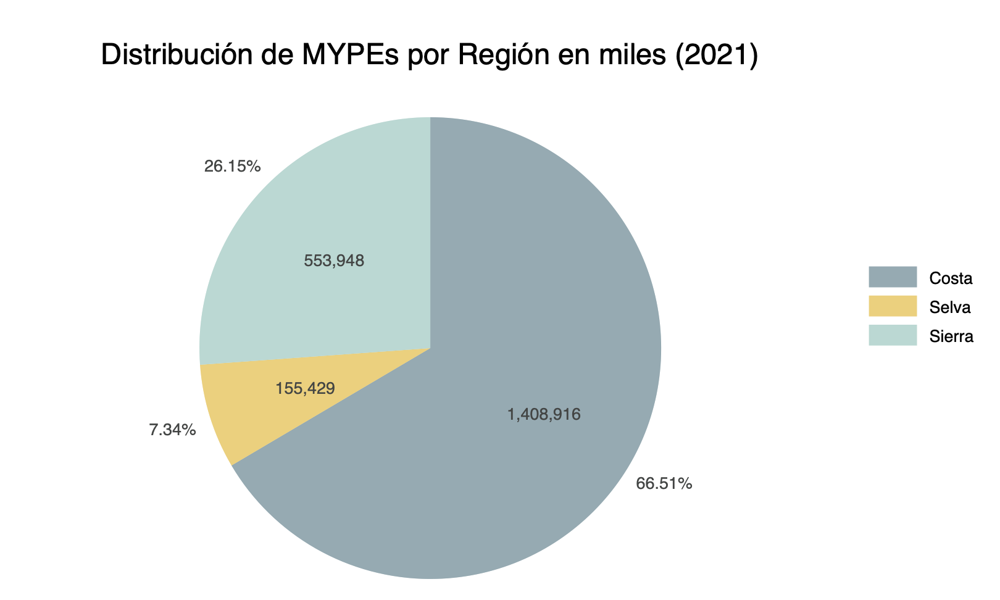 Distribución de MYPEs por Región en miles (2021)
26.15%
553,948
155,429
7.34%
1,408,916
66.51%
Costa
Selva
Sierra